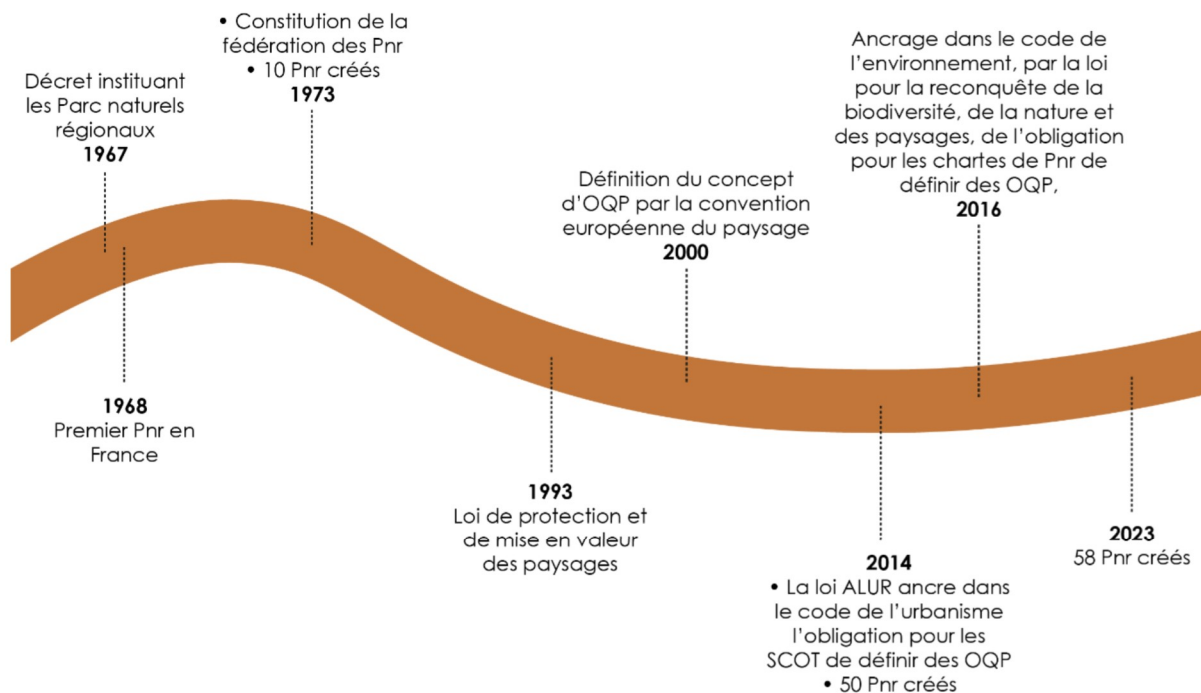 Décret instituant
les Parc naturels
régionaux
1967
• Constitution de la
fédération des Pnr
• 10 Pnr créés
1973
Définition du concept
d'OQP par la convention
européenne du paysage
2000
Ancrage dans le code de
l'environnement, par la loi
pour la reconquête de la
biodiversité, de la nature et
des paysages, de l'obligation
pour les chartes de Pnr de
définir des OQP,
2016
1968
Premier Pnr en
France
1993
Loi de protection et
de mise en valeur
des paysages
2014
• La loi ALUR ancre dans
le code de l'urbanisme
l'obligation pour les
SCOT de définir des OQP
• 50 Pnr créés
2023
58 Pnr créés